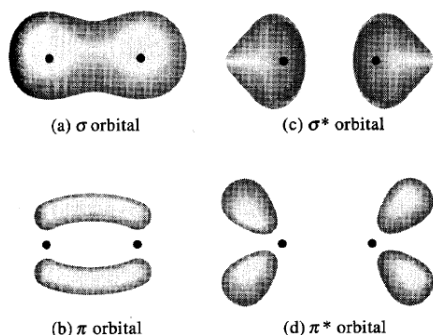 (a) σ orbital
(c) σ* orbital
(b) π orbital
(d) π* orbital